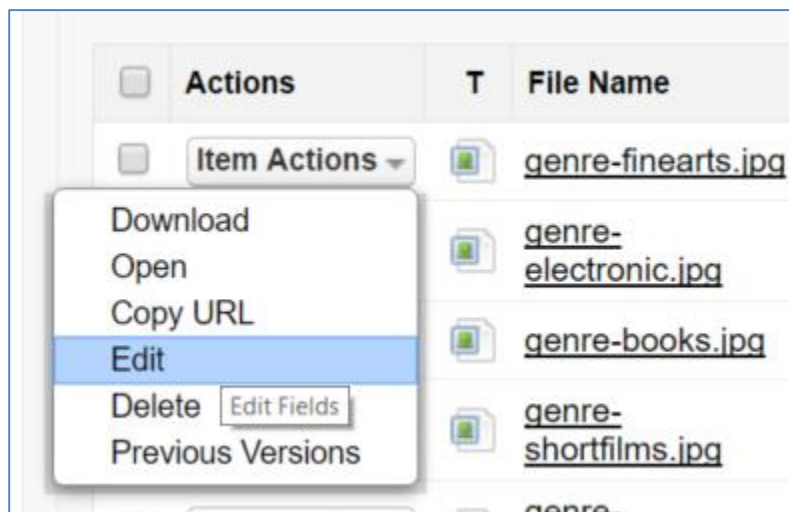 Actions T File Name
Item Actions genre-finearts.jpg
Download
Open
Copy URL
Edit
Delete
Edit Fields
Previous Versions
genre-
electronic.jpg
genre-books.jpg
genre-
shortfilms.jpg
genre-